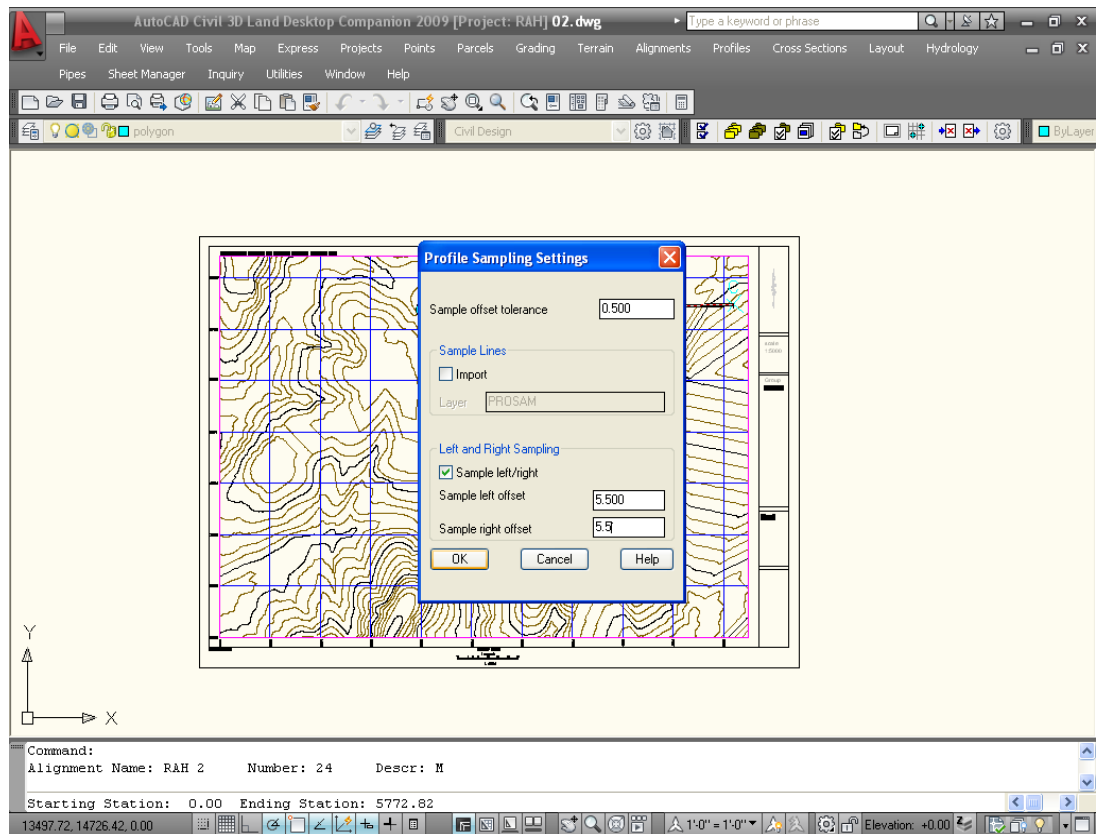 AutoCAD Civil 3D Land Desktop Companion 2009 [Project: RAH] 02.dwg
Type a keyword or phrase
File Edit View Tools Map Express Projects Points Parcels Grading Terrain Alignments Profiles Cross Sections Layout Hydrology
Pipes Sheet Manager Inquiry Utilities Window Help
polygon Civil Design ByLayer
Profile Sampling Settings
Sample offset tolerance 0.500
Sample Lines
Import
Layer PROSAM
Left and Right Sampling
Sample left/right
Sample left offset 5.500
Sample right offset 5.5
OK Cancel Help
Y
X
Command:
Alignment Name: RAH 2 Number: 24 Descr: M
Starting Station: 0.00 Ending Station: 5772.82
13497.72, 14726.42, 0.00 1'-0" = 1'-0" Elevation: +0.00